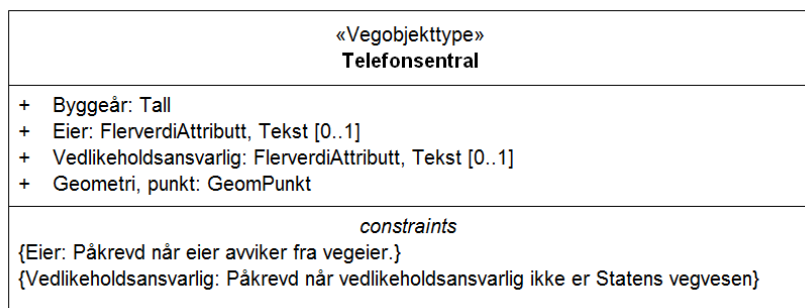 «Vegobjekttype»
Telefonsentral
+ Byggeår: Tall
+ Eier: FlerverdiAttributt, Tekst [0..1]
+ Vedlikeholdsansvarlig: FlerverdiAttributt, Tekst [0..1]
+ Geometri, punkt: GeomPunkt
constraints
{Eier: Påkrevd når eier avviker fra vegeier.}
{Vedlikeholdsansvarlig: Påkrevd når vedlikeholdsansvarlig ikke er Statens vegvesen}